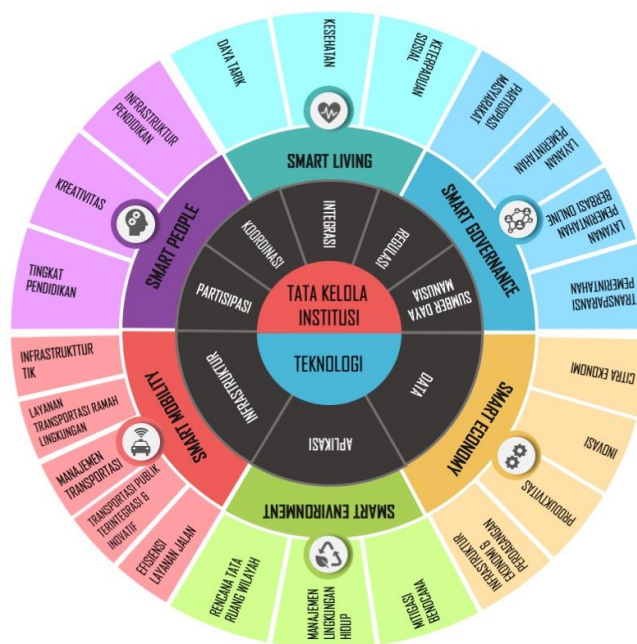 INFRASTRUKTUR
PENDIDIKAN
KREATIVITAS
TINGKAT
PENDIDIKAN
SMART PEOPLE
DAYA TARIK
KESEHATAN
KETERPADUAN
SOSIAL
SMART LIVING
PARTISIPASI
MASYARAKAT
LAYANAN
PEMERINTAHAN
LAYANAN
PEMERINTAHAN
BERBASI ONLINE
TRANSPARANSI
PEMERINTAHAN
SMART GOVERNANCE
CITRA EKONOMI
INOVASI
PRODUKTIVITAS
INFRASTRUKTUR
EKONOMI &
PERDAGANGAN
SMART ECONOMY
MITIGASI
BENCANA
MANAJEMEN
LINGKUNGAN
HIDUP
RENCANA TATA
RUANG WILAYAH
SMART ENVIRONMENT
EFISIENSI
LAYANAN JALAN
TRANSPORTASI PUBLIK
TERINTEGRASI &
INOVATIF
MANAJEMEN
TRANSPORTASI
LAYANAN
TRANSPORTASI RAMAH
LINGKUNGAN
INFRASTRUKTTUR
TIK
SMART MOBILITY
PARTISIPASI
KOORDINASI
INTEGRASI
REGULASI
SUMBER DAYA
MANUSIA
DATA
APLIKASI
INFRASTRUKTUR
TATA KELOLA
INSTITUSI
TEKNOLOGI